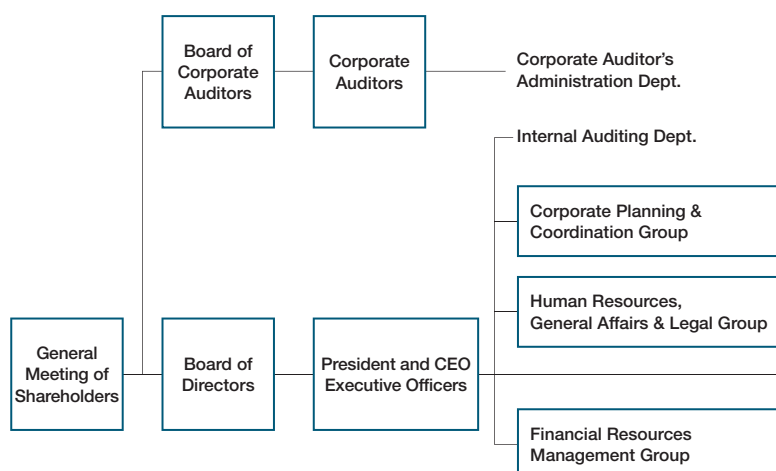 Board of
Corporate
Auditors
Corporate
Auditors
Corporate Auditor's
Administration Dept.
Internal Auditing Dept.
Corporate Planning &
Coordination Group
Human Resources,
General Affairs & Legal Group
General
Meeting of
Shareholders
Board of
Directors
President and CEO
Executive Officers
Financial Resources
Management Group